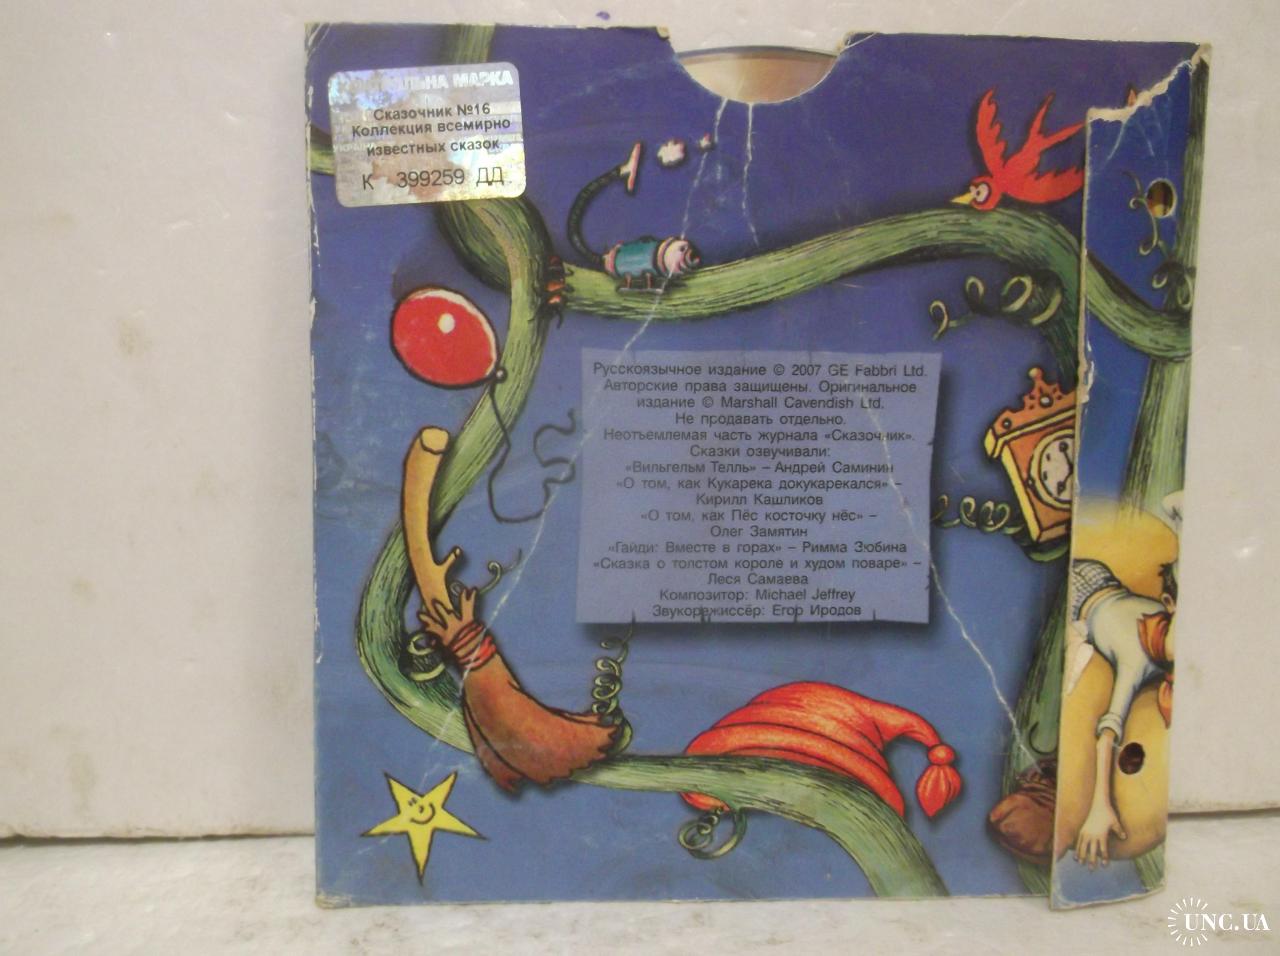 МАРКА
Сказочник №16
Коллекция всемирно
известных сказок.
К 399259 ДД
Русскоязычное издание © 2007 GE Fabbri Ltd.
Авторские права защищены. Оригинальное
издание © Marshall Cavendish Ltd.
Не продавать отдельно.
Неотъемлемая часть журнала «Сказочник».
Сказки озвучивали:
«Вильгельм Телль» – Андрей Саминин
«О том, как Кукарека докукарекался» –
Кирилл Кашликов
«О том, как Пёс косточку нёс» –
Олег Замятин
«Гайди: Вместе в горах» – Римма Зюбина
«Сказка о толстом короле и худом поваре» –
Леся Самаева
Композитор: Michael Jeffrey
Звукорежиссёр: Егор Иродов
UNC.UA